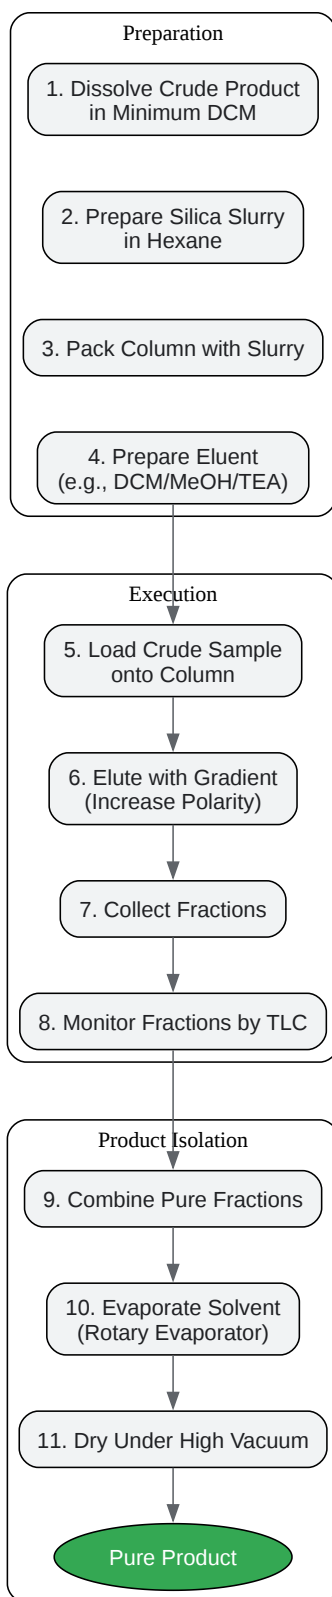 Preparation
1. Dissolve Crude Product
in Minimum DCM
2. Prepare Silica Slurry
in Hexane
3. Pack Column with Slurry
4. Prepare Eluent
(e.g., DCM/MeOH/TEA)
Execution
5. Load Crude Sample
onto Column
6. Elute with Gradient
(Increase Polarity)
7. Collect Fractions
8. Monitor Fractions by TLC
Product Isolation
9. Combine Pure Fractions
10. Evaporate Solvent
(Rotary Evaporator)
11. Dry Under High Vacuum
Pure Product